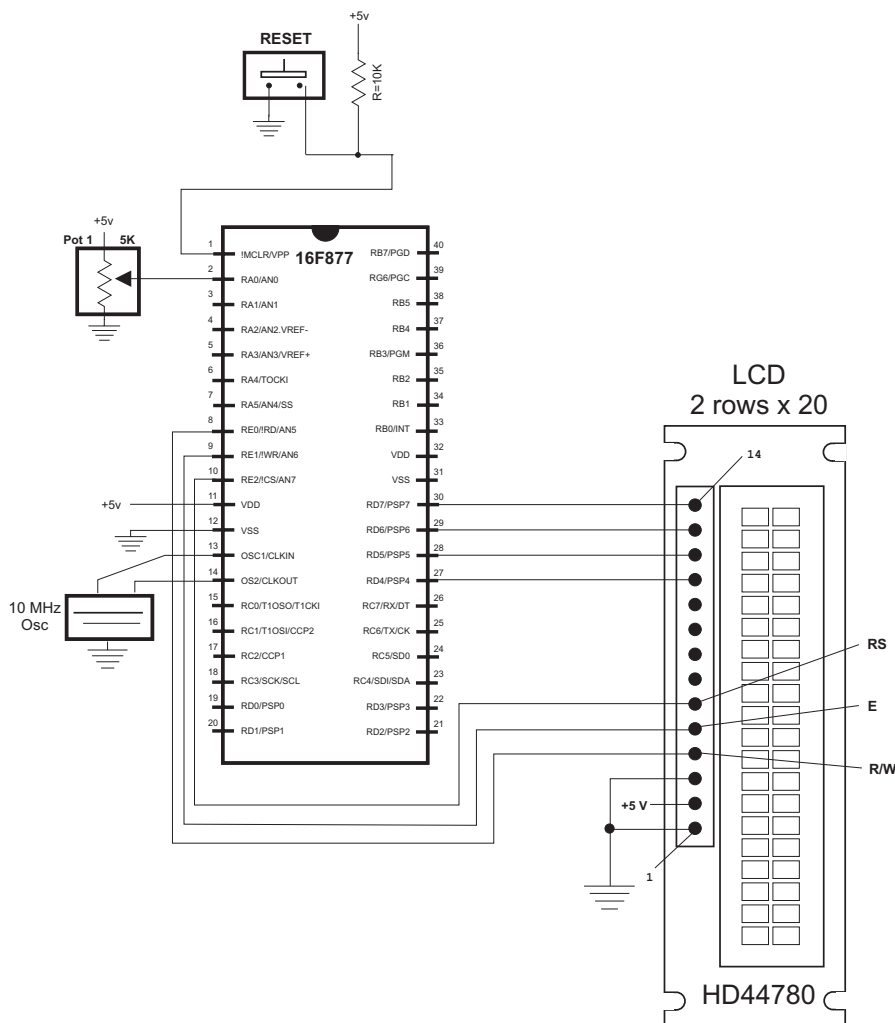 +5v
RESET
R=10K
+5v
Pot 1 5K
16F877
1 !MCLR/VPP
2 RA0/AN0
3 RA1/AN1
4 RA2/AN2.VREF-
5 RA3/AN3/VREF+
6 RA4/TOCKI
7 RA5/AN4/SS
8 RE0/!RD/AN5
9 RE1/!WR/AN6
10 RE2/!CS/AN7
11 VDD
12 VSS
13 OSC1/CLKIN
14 OS2/CLKOUT
15 RC0/T1OSO/T1CKI
16 RC1/T1OSI/CCP2
17 RC2/CCP1
18 RC3/SCK/SCL
19 RD0/PSP0
20 RD1/PSP1
RB7/PGD 40
RG6/PGC 39
RB5 38
RB4 37
RB3/PGM 36
RB2 35
RB1 34
RB0/INT 33
VDD 32
VSS 31
RD7/PSP7 30
RD6/PSP6 29
RD5/PSP5 28
RD4/PSP4 27
RC7/RX/DT 26
RC6/TX/CK 25
RC5/SD0 24
RC4/SDI/SDA 23
RD3/PSP3 22
RD2/PSP2 21
+5v
10 MHz
Osc
LCD
2 rows x 20
14
RS
E
R/W
+5 V
1
HD44780